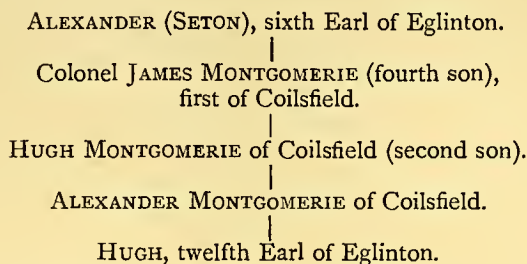 ALEXANDER (SETON), sixth Earl of Eglinton.
Colonel JAMES MONTGOMERIE (fourth son),
first of Coilsfield.
HUGH MONTGOMERIE of Coilsfield (second son).
ALEXANDER MONTGOMERIE of Coilsfield.
HUGH, twelfth Earl of Eglinton.